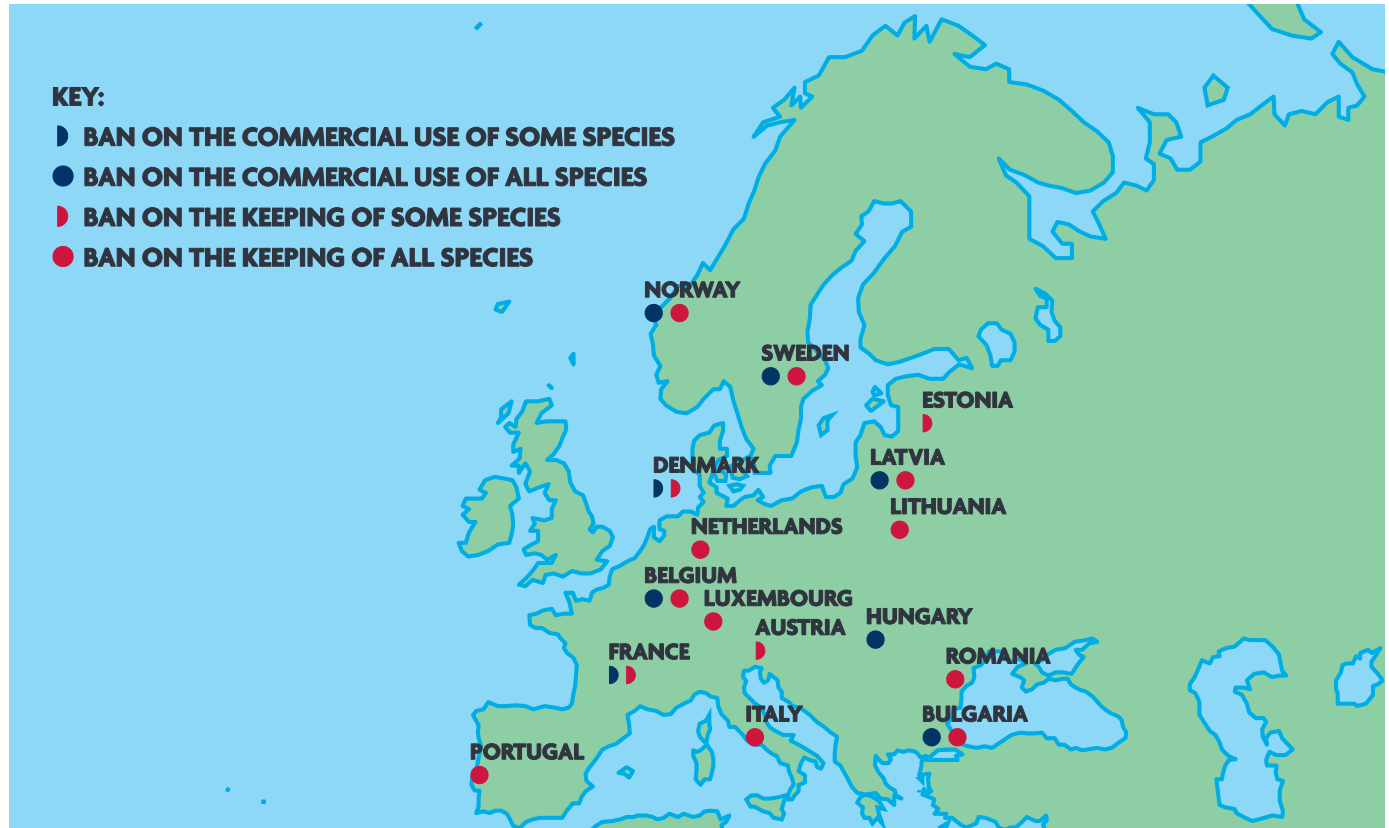 KEY:
BAN ON THE COMMERCIAL USE OF SOME SPECIES
BAN ON THE COMMERCIAL USE OF ALL SPECIES
BAN ON THE KEEPING OF SOME SPECIES
BAN ON THE KEEPING OF ALL SPECIES
NORWAY
SWEDEN
ESTONIA
LATVIA
DENMARK
LITHUANIA
NETHERLANDS
BELGIUM
LUXEMBOURG
HUNGARY
AUSTRIA
FRANCE
ROMANIA
ITALY
BULGARIA
PORTUGAL